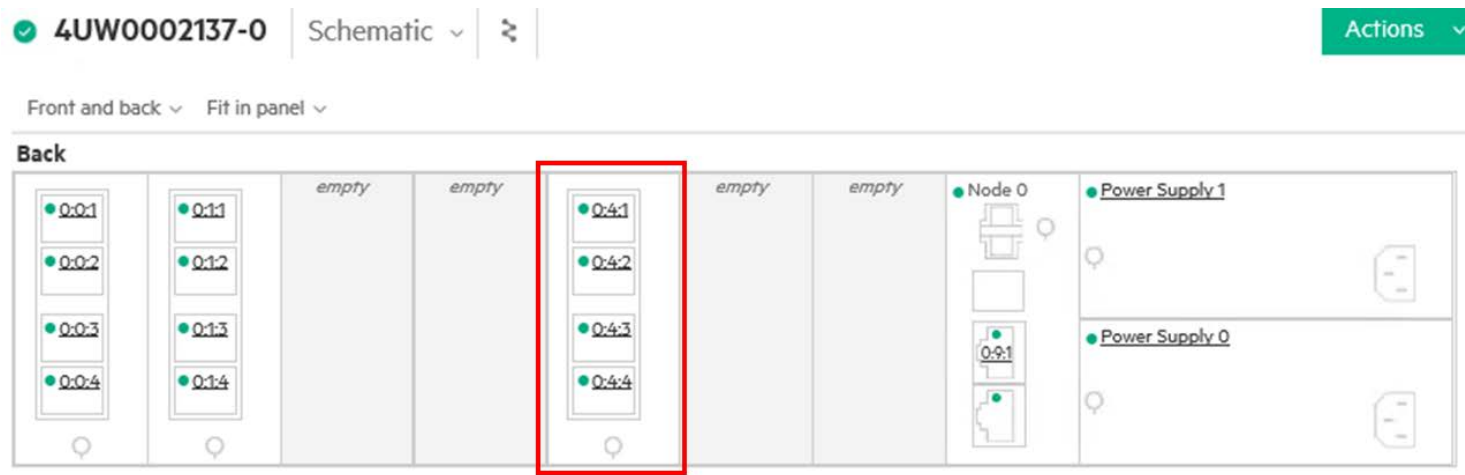 4UW0002137-0 Schematic Actions
Front and back Fit in panel
Back
empty empty empty empty Node 0 Power Supply 1
0:0:1 0:1:1 0:4:1
0:0:2 0:1:2 0:4:2
0:0:3 0:1:3 0:4:3 0:9:1 Power Supply 0
0:0:4 0:1:4 0:4:4